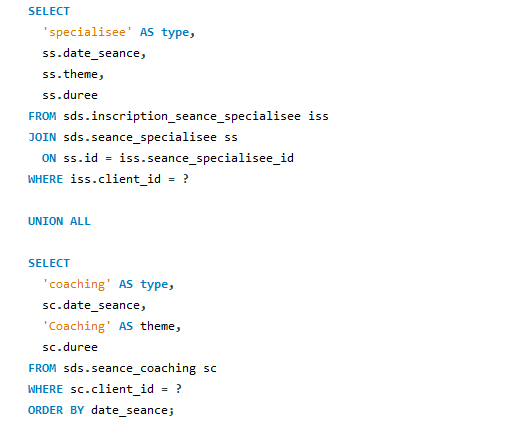 SELECT
  'specialisee' AS type,
  ss.date_seance,
  ss.theme,
  ss.duree
FROM sds.inscription_seance_specialisee iss
JOIN sds.seance_specialisee ss
  ON ss.id = iss.seance_specialisee_id
WHERE iss.client_id = ?

UNION ALL

SELECT
  'coaching' AS type,
  sc.date_seance,
  'Coaching' AS theme,
  sc.duree
FROM sds.seance_coaching sc
WHERE sc.client_id = ?
ORDER BY date_seance;